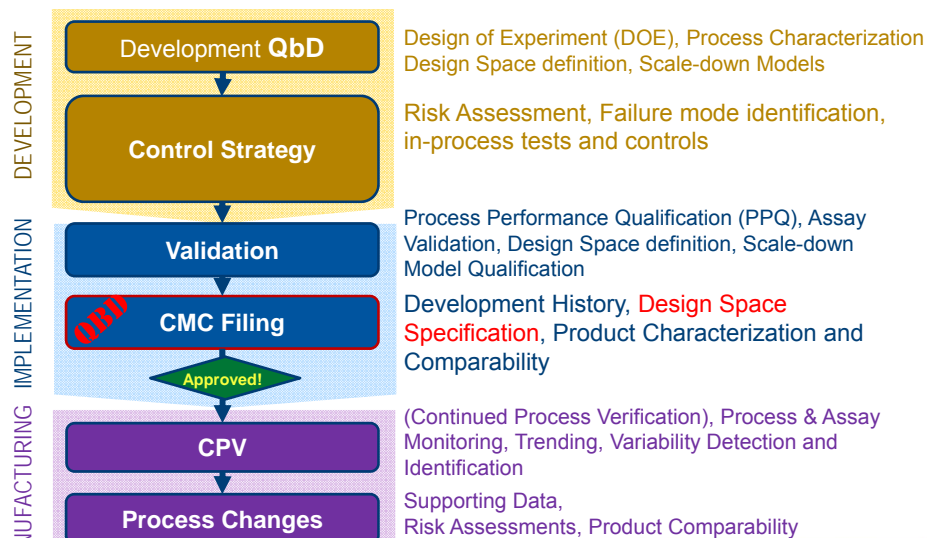 DEVELOPMENT
Development QbD
Design of Experiment (DOE), Process Characterization
Design Space definition, Scale-down Models
Control Strategy
Risk Assessment, Failure mode identification,
in-process tests and controls
IMPLEMENTATION
Validation
Process Performance Qualification (PPQ), Assay
Validation, Design Space definition, Scale-down
Model Qualification
QBD
CMC Filing
Development History, Design Space
Specification, Product Characterization and
Comparability
Approved!
NUFACTURING
CPV
(Continued Process Verification), Process & Assay
Monitoring, Trending, Variability Detection and
Identification
Process Changes
Supporting Data,
Risk Assessments, Product Comparability